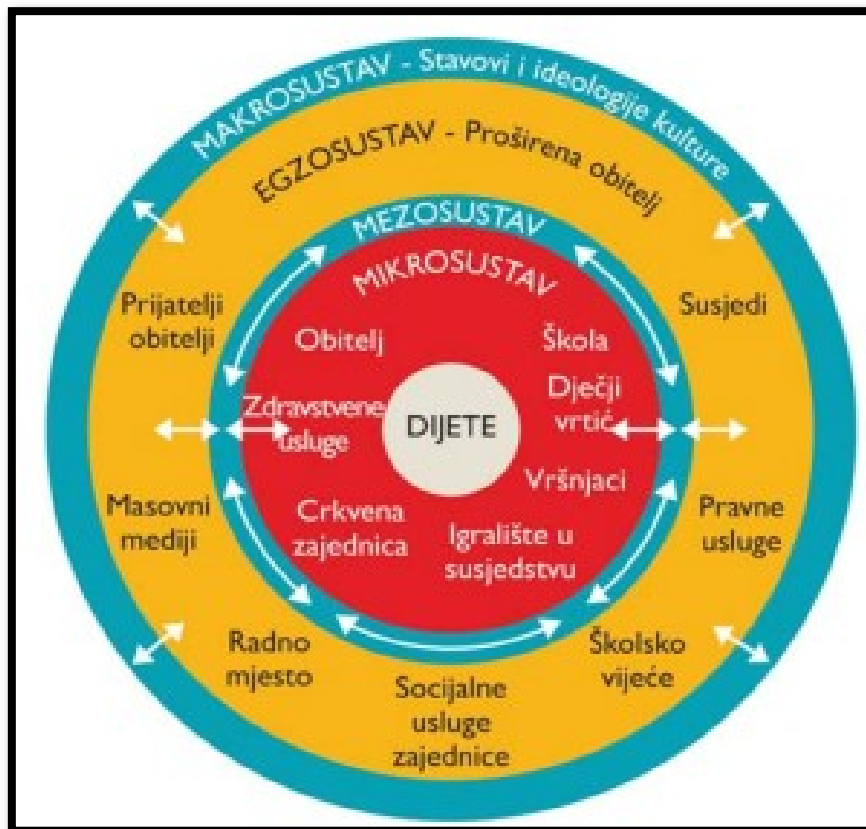 MAKROSUSTAV - Stavovi i ideologije kulture
EGZOSUSTAV - Proširena obitelj
MEZOSUSTAV
MIKROSUSTAV
Prijatelji
obitelji
Susjedi
Obitelj
Škola
Zdravstvene
usluge
DIJETE
Dječji
vrtić
Vršnjaci
Crkvena
zajednica
Igralište u
susjedstvu
Masovni
mediji
Pravne
usluge
Radno
mjesto
Socijalne
usluge
zajednice
Školsko
vijeće